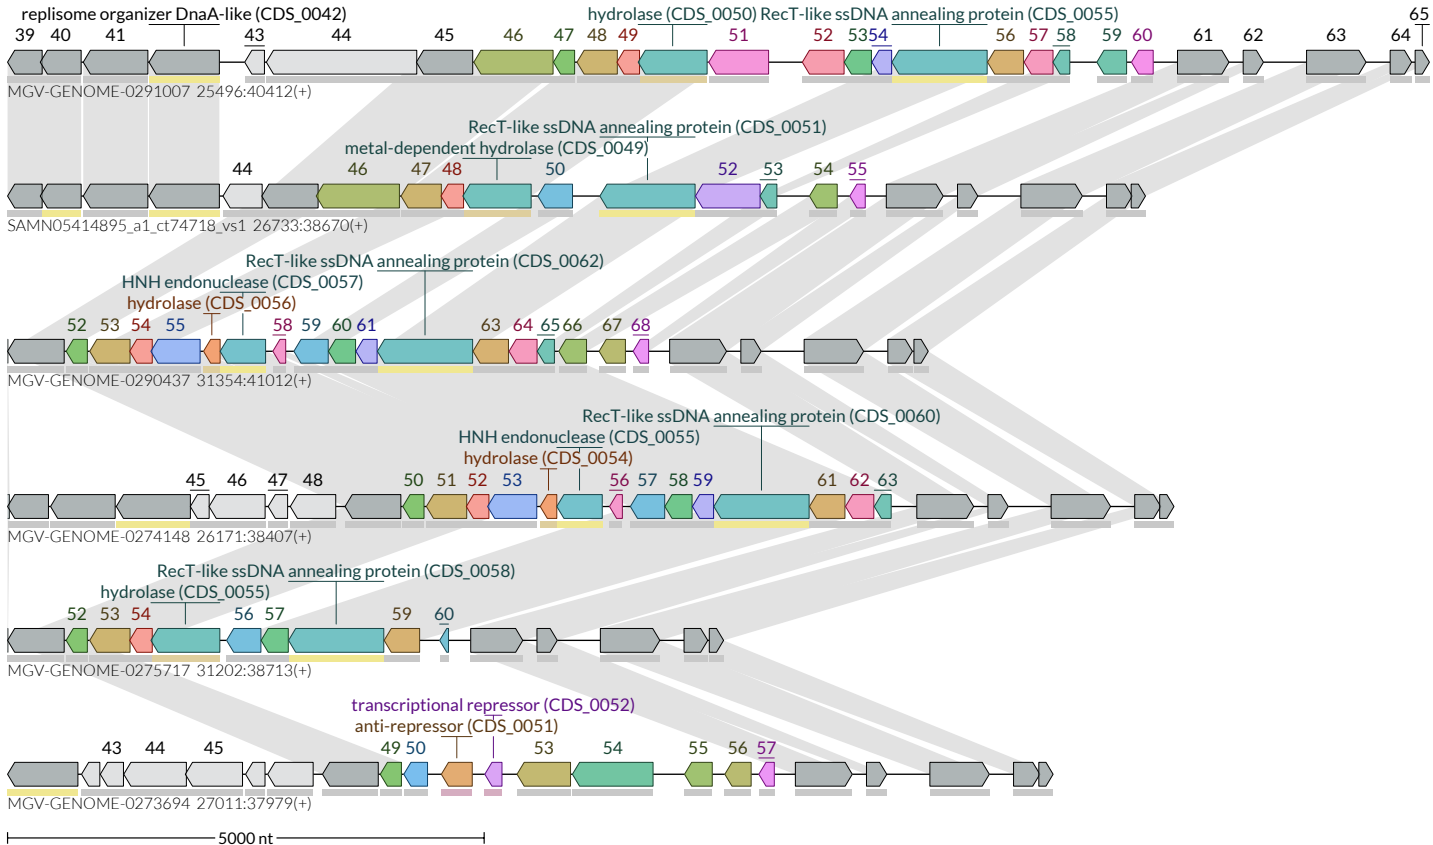 replisome organizer DnaA-like (CDS_0042) hydrolase (CDS_0050) RecT-like ssDNA annealing protein (CDS_0055) 65
39 40 41 43 44 45 46 47 48 49 51 52 53 54 56 57 58 59 60 61 62 63 64
MGV-GENOME-0291007 25496:40412(+)
RecT-like ssDNA annealing protein (CDS_0051)
metal-dependent hydrolase (CDS_0049)
44 46 47 48 50 52 53 54 55
SAMN05414895_a1_ct74718_vs1 26733:38670(+)
RecT-like ssDNA annealing protein (CDS_0062)
HNH endonuclease (CDS_0057)
hydrolase (CDS_0056)
52 53 54 55 58 59 60 61 63 64 65 66 67 68
MGV-GENOME-0290437 31354:41012(+)
RecT-like ssDNA annealing protein (CDS_0060)
HNH endonuclease (CDS_0055)
hydrolase (CDS_0054)
45 46 47 48 50 51 52 53 56 57 58 59 61 62 63
MGV-GENOME-0274148 26171:38407(+)
RecT-like ssDNA annealing protein (CDS_0058)
hydrolase (CDS_0055)
52 53 54 56 57 59 60
MGV-GENOME-0275717 31202:38713(+)
transcriptional repressor (CDS_0052)
anti-repressor (CDS_0051)
43 44 45 49 50 53 54 55 56 57
MGV-GENOME-0273694 27011:37979(+)
5000 nt